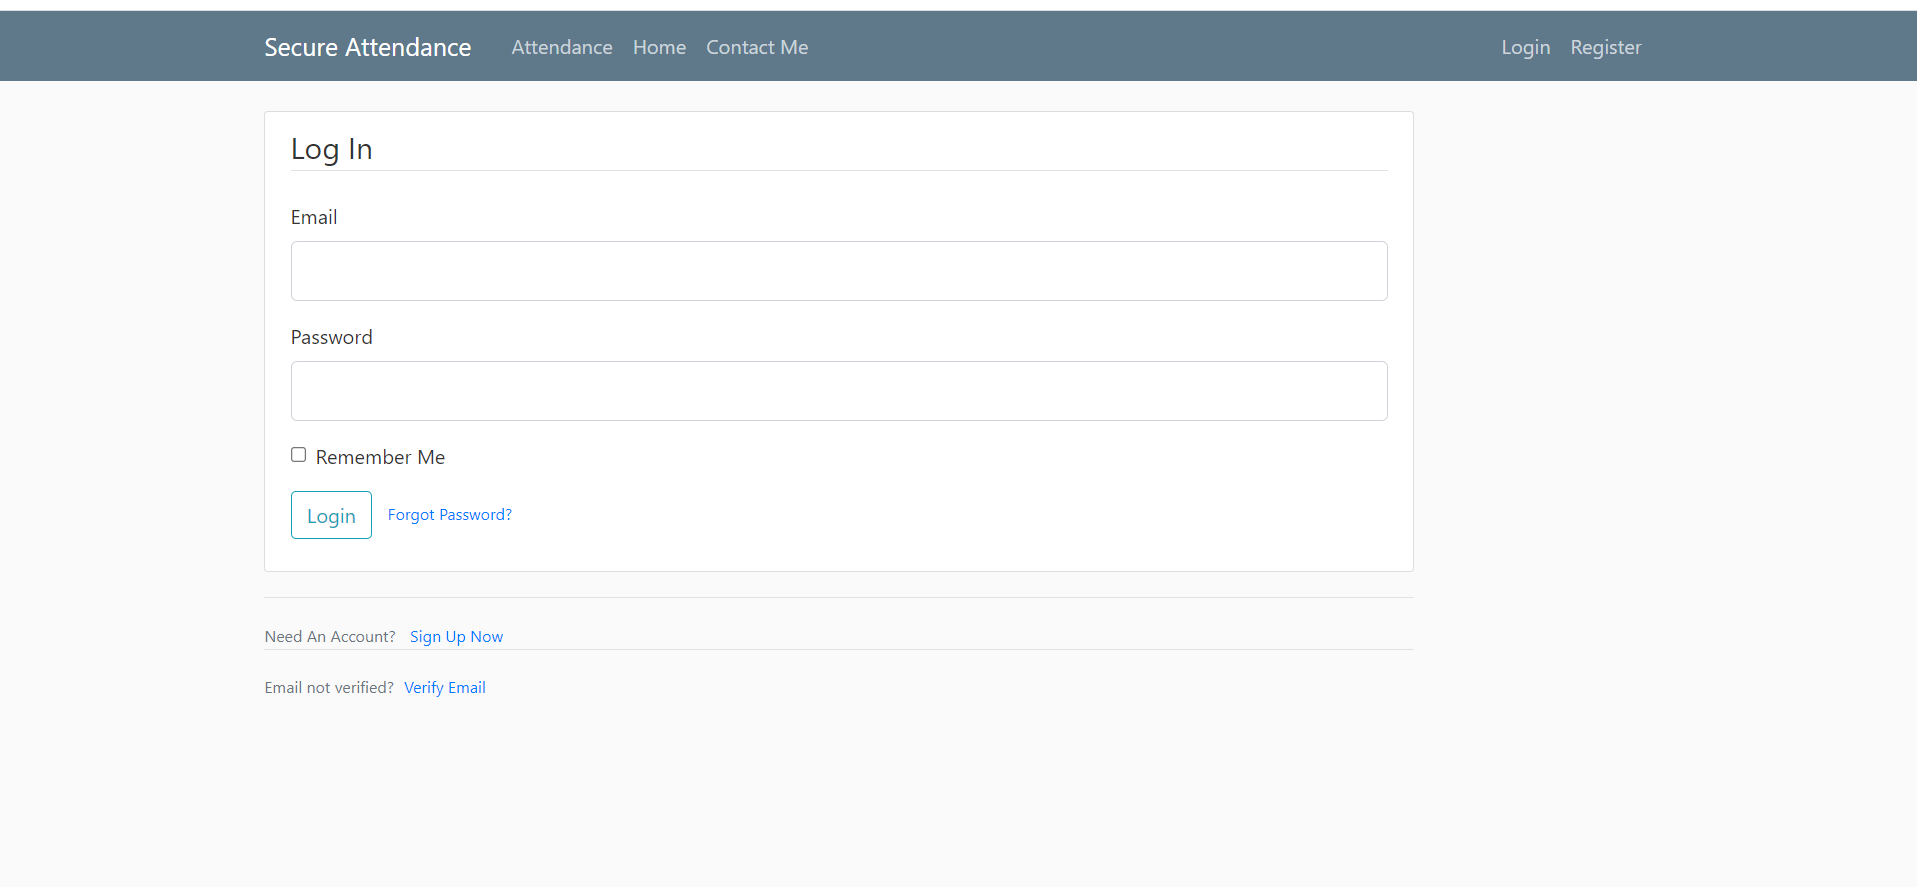 Secure Attendance Attendance Home Contact Me Login Register
Log In
Email
Password
Remember Me
Login Forgot Password?
Need An Account? Sign Up Now
Email not verified? Verify Email